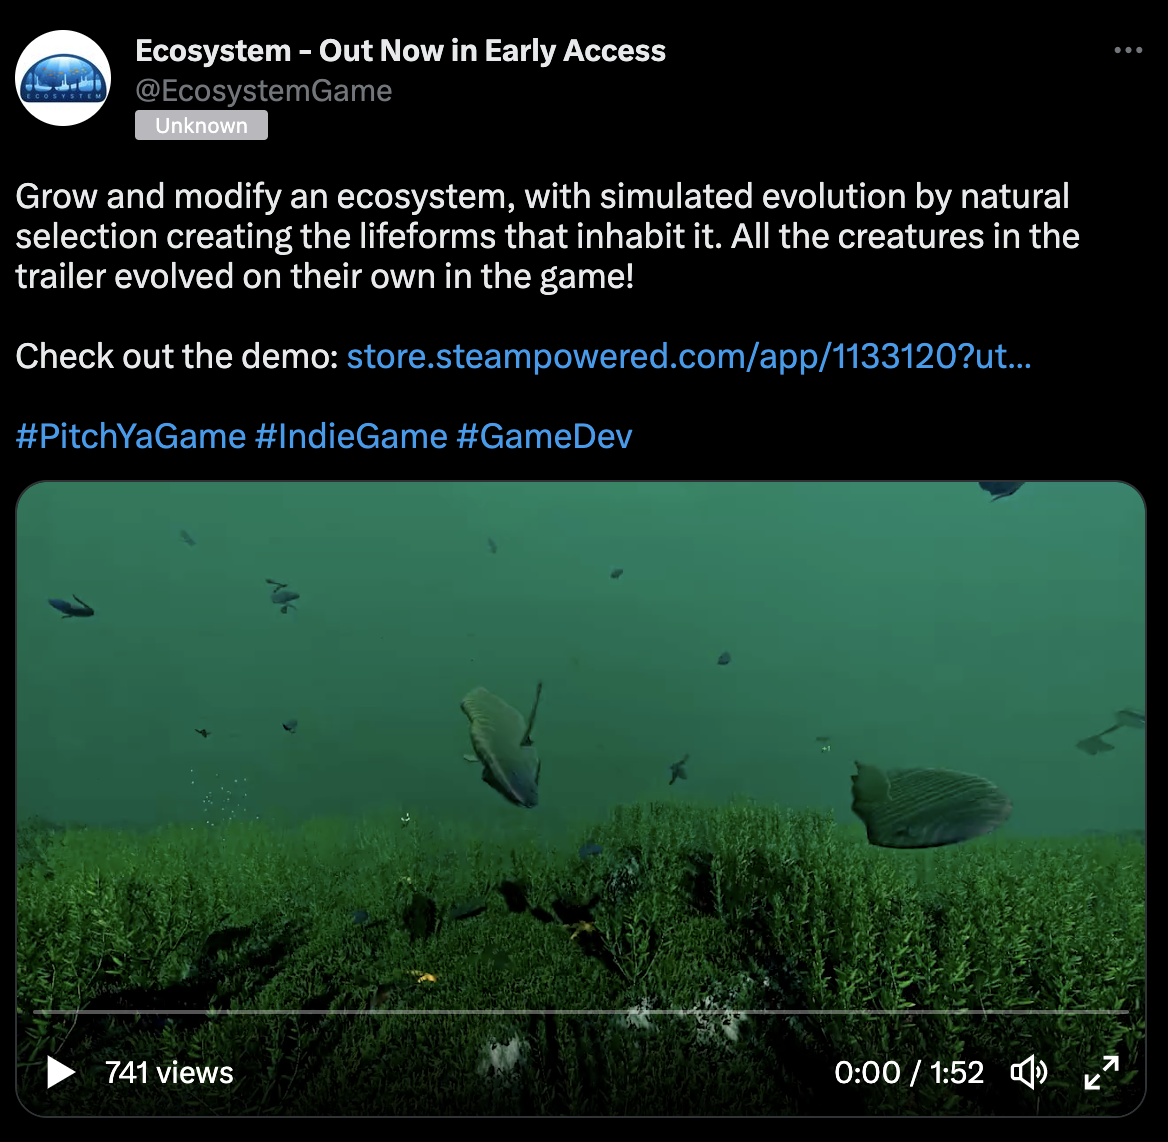 Ecosystem - Out Now in Early Access
@EcosystemGame
Unknown
ECOSYSTEM
Grow and modify an ecosystem, with simulated evolution by natural
selection creating the lifeforms that inhabit it. All the creatures in the
trailer evolved on their own in the game!
Check out the demo: store.steampowered.com/app/1133120?ut...
#PitchYaGame #IndieGame #GameDev
741 views
0:00 / 1:52